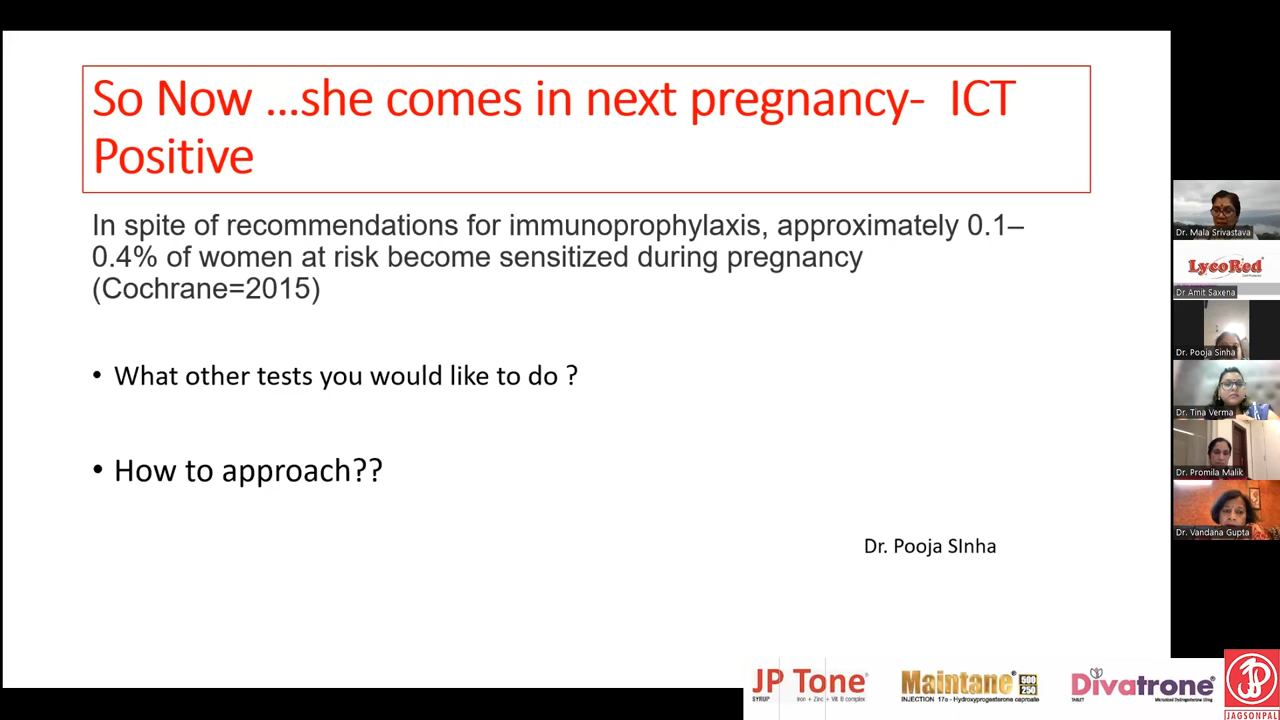 So Now ...she comes in next pregnancy- ICT
Positive
In spite of recommendations for immunoprophylaxis, approximately 0.1–
0.4% of women at risk become sensitized during pregnancy
(Cochrane=2015)
• What other tests you would like to do ?
• How to approach??
Dr. Pooja SInha
Dr. Mala Srivastava
LycoRed
Dr Amit Saxena
Dr. Pooja Sinha
Dr. Tina Verma
Dr. Promila Malik
Dr. Vandana Gupta
JP Tone
SYRUP Iron + Zinc + Vit. B complex
Maintane 500 250
INJECTION 17α - Hydroxyprogesterone caproate
Divatrone
TABLET
JAGSONPAL